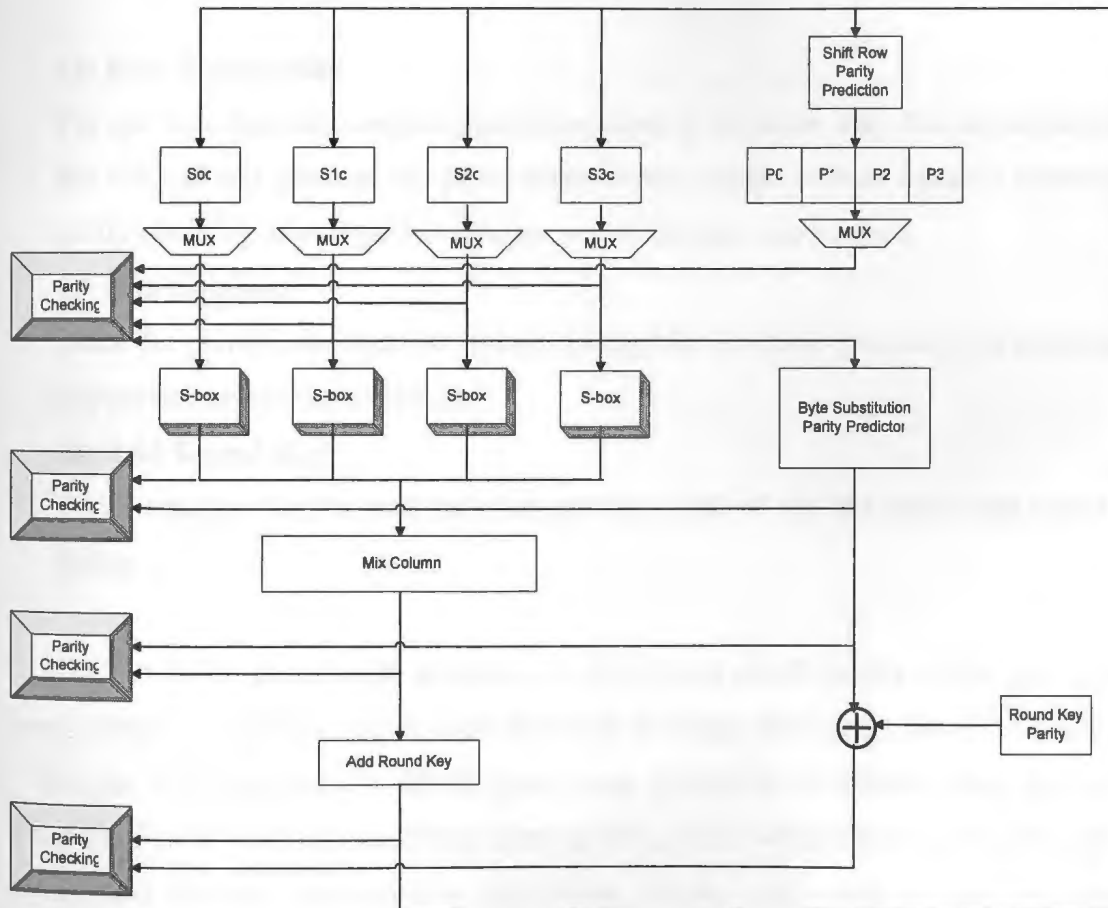 Shift Row
Parity
Prediction
Soc
S1c
S2c
S3c
P0
P1
P2
P3
MUX
MUX
MUX
MUX
MUX
Parity
Checking
S-box
S-box
S-box
S-box
Byte Substitution
Parity Predictor
Parity
Checking
Mix Column
Parity
Checking
Round Key
Parity
Add Round Key
Parity
Checking